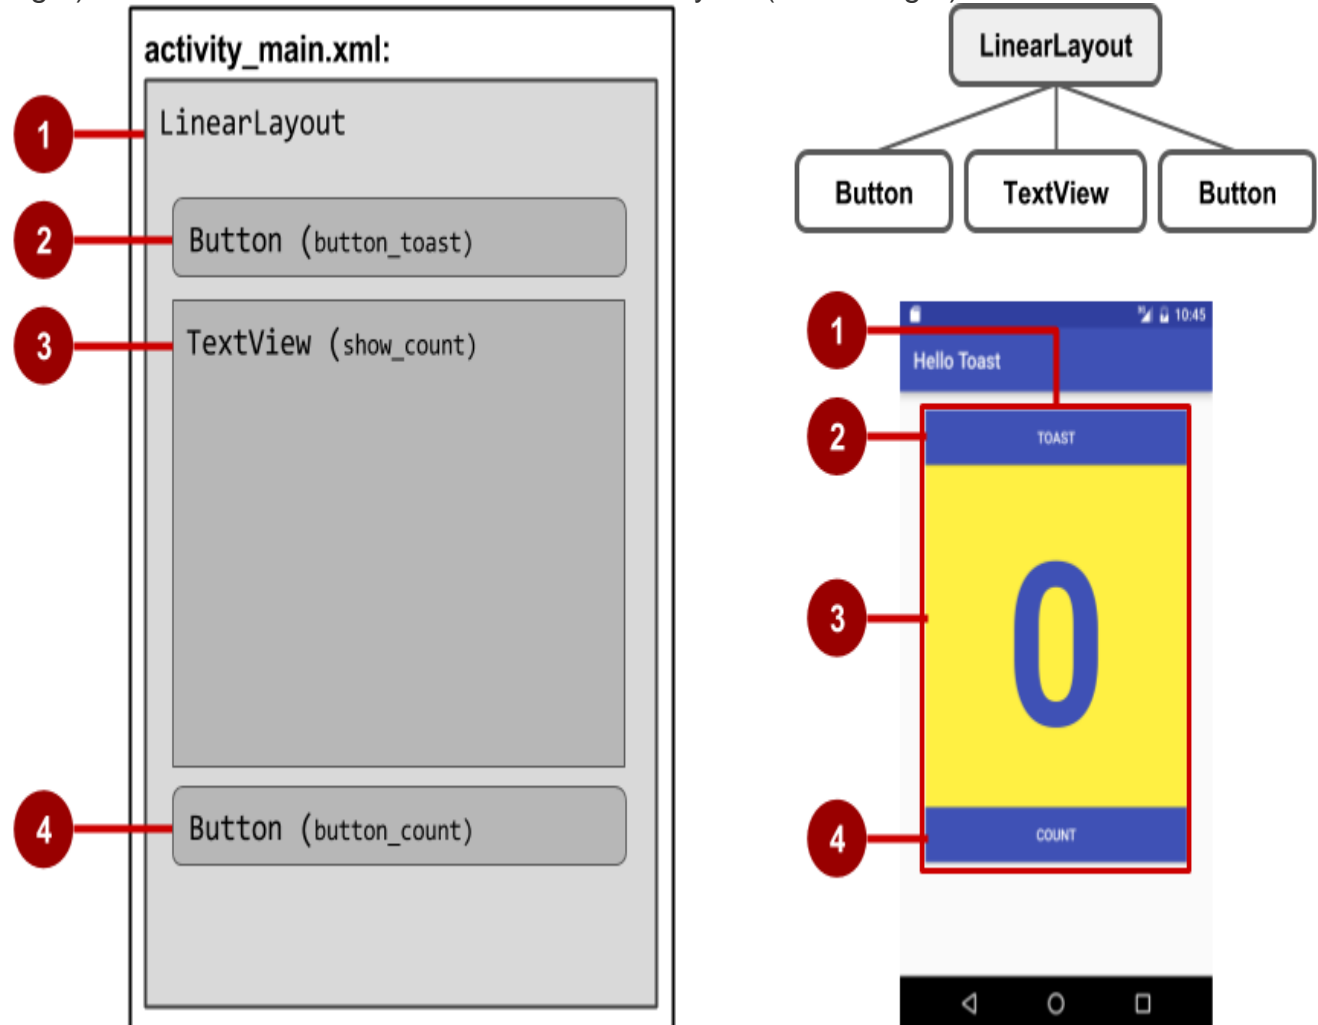 activity_main.xml:
1
LinearLayout
2
Button (button_toast)
3
TextView (show_count)
4
Button (button_count)
LinearLayout
Button TextView Button
10:45
1
Hello Toast
2
TOAST
3
0
4
COUNT